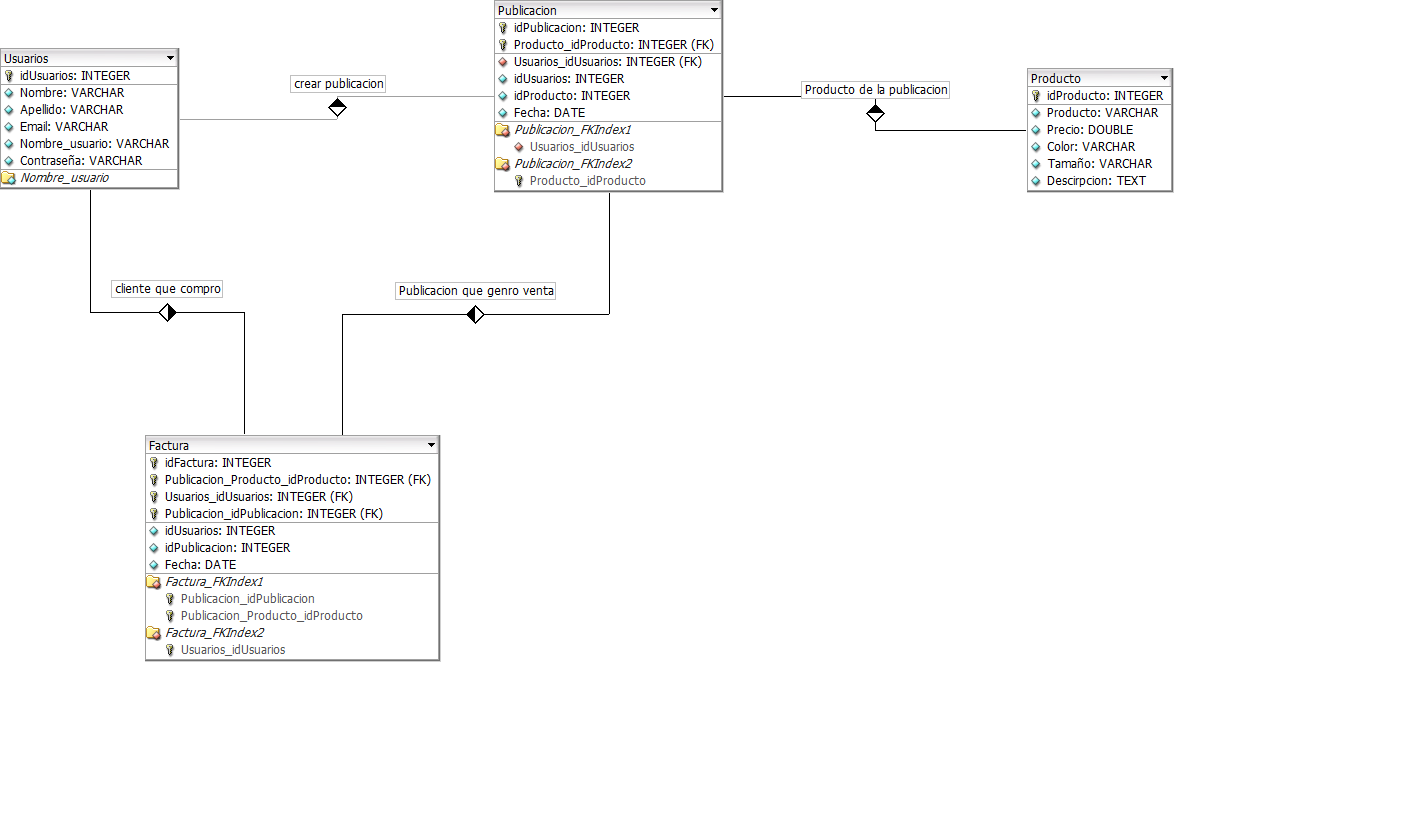 Usuarios
idUsuarios: INTEGER
Nombre: VARCHAR
Apellido: VARCHAR
Email: VARCHAR
Nombre_usuario: VARCHAR
Contraseña: VARCHAR
Nombre_usuario
crear publicacion
Publicacion
idPublicacion: INTEGER
Producto_idProducto: INTEGER (FK)
Usuarios_idUsuarios: INTEGER (FK)
idUsuarios: INTEGER
idProducto: INTEGER
Fecha: DATE
Publicacion_FKIndex1
Usuarios_idUsuarios
Publicacion_FKIndex2
Producto_idProducto
Producto de la publicacion
Producto
idProducto: INTEGER
Producto: VARCHAR
Precio: DOUBLE
Color: VARCHAR
Tamaño: VARCHAR
Descirpcion: TEXT
cliente que compro
Publicacion que genro venta
Factura
idFactura: INTEGER
Publicacion_Producto_idProducto: INTEGER (FK)
Usuarios_idUsuarios: INTEGER (FK)
Publicacion_idPublicacion: INTEGER (FK)
idUsuarios: INTEGER
idPublicacion: INTEGER
Fecha: DATE
Factura_FKIndex1
Publicacion_idPublicacion
Publicacion_Producto_idProducto
Factura_FKIndex2
Usuarios_idUsuarios